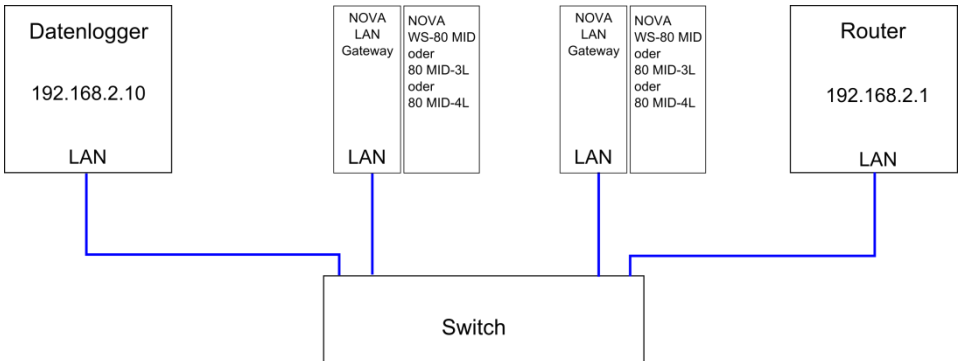 Datenlogger
192.168.2.10
LAN
NOVA
LAN
Gateway
LAN
NOVA
WS-80 MID
oder
80 MID-3L
oder
80 MID-4L
NOVA
LAN
Gateway
LAN
NOVA
WS-80 MID
oder
80 MID-3L
oder
80 MID-4L
Router
192.168.2.1
LAN
Switch